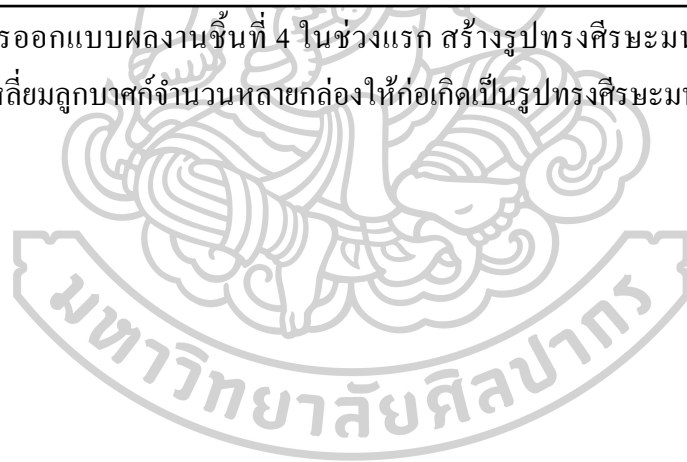 รออกแบบผลงานชิ้นที่ 4 ในช่วงแรก สร้างรูปทรงศีรษะมน
หลี่ยมลูกบาศก์จำนวนหลายกล่องให้ก่อเกิดเป็นรูปทรงศีรษะมน
มหาวิทยาลัยศิลปากร